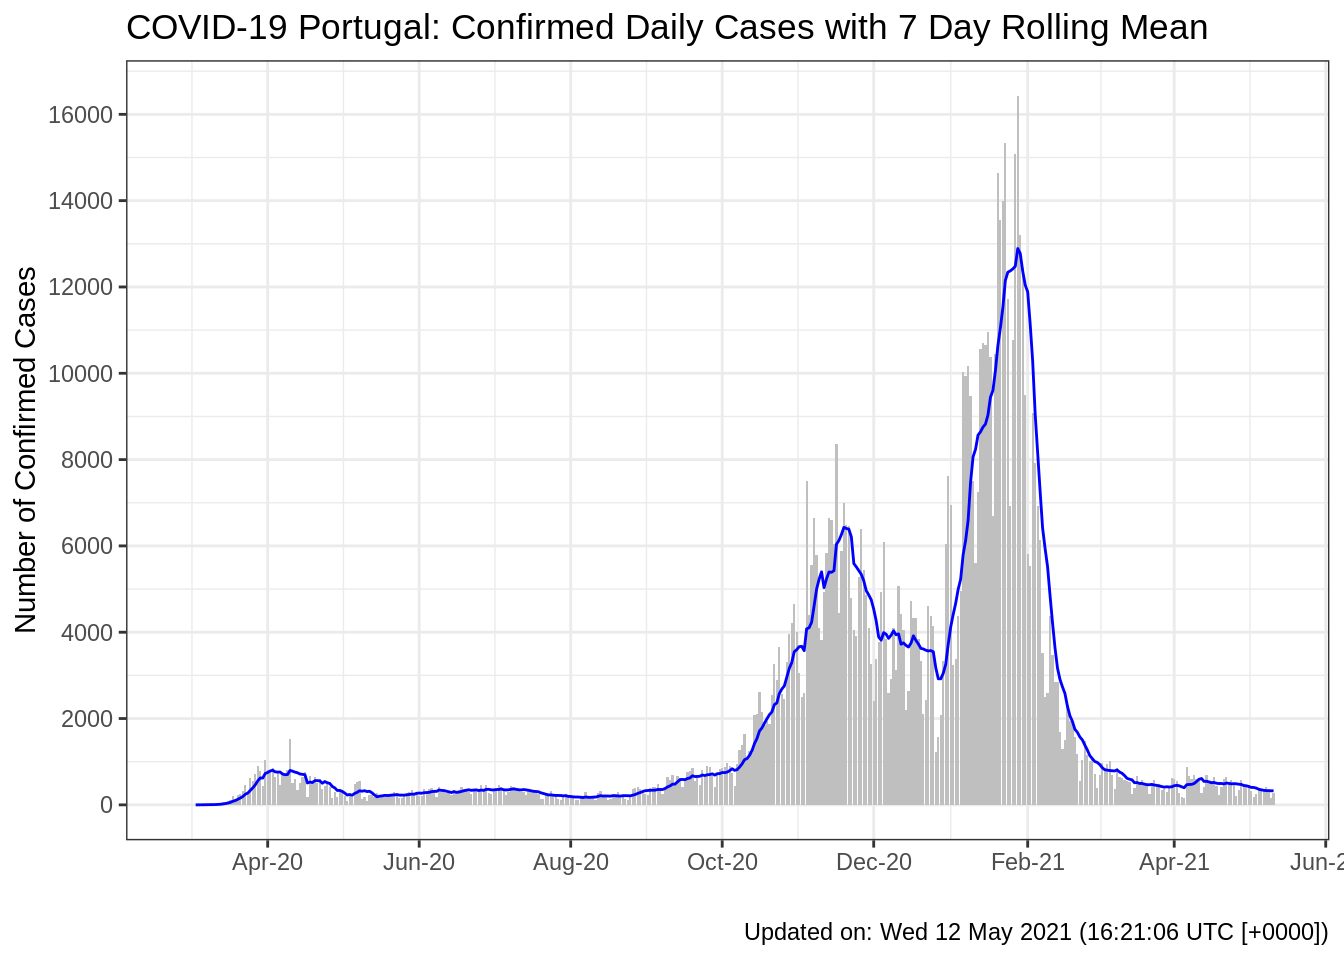 COVID-19 Portugal: Confirmed Daily Cases with 7 Day Rolling Mean
Number of Confirmed Cases
16000
14000
12000
10000
8000
6000
4000
2000
0
Apr-20 Jun-20 Aug-20 Oct-20 Dec-20 Feb-21 Apr-21 Jun-2
Updated on: Wed 12 May 2021 (16:21:06 UTC [+0000])